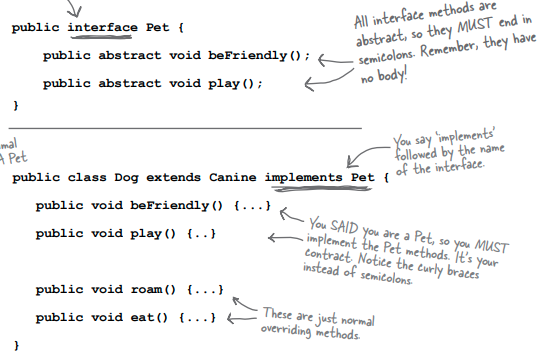 public interface Pet {
All interface methods are
abstract, so they MUST end in
semicolons. Remember, they have
no body!
public abstract void beFriendly();
public abstract void play();
}
mal
A Pet
You say 'implements'
followed by the name
of the interface.
public class Dog extends Canine implements Pet {
public void beFriendly() {...}
public void play() {..}
You SAID you are a Pet, so you MUST
implement the Pet methods. It's your
contract. Notice the curly braces
instead of semicolons.
public void roam() {...}
public void eat() {...}
These are just normal
overriding methods.
}